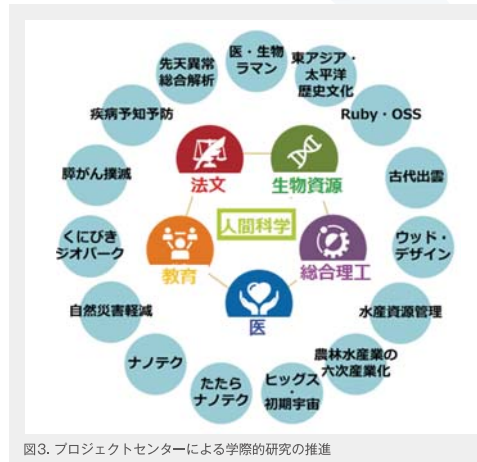 医・生物
ラマン
東アジア・
太平洋
歴史文化
Ruby・OSS
古代出雲
ウッド・
デザイン
水産資源管理
農林水産業の
六次産業化
ヒッグス
・
初期宇宙
たたら
ナノテク
ナノテク
自然災害軽減
くにびき
ジオパーク
膵がん撲滅
疾病予知予防
先天異常
総合解析
法文
生物資源
人間科学
教育
総合理工
医
図3. プロジェクトセンターによる学際的研究の推進